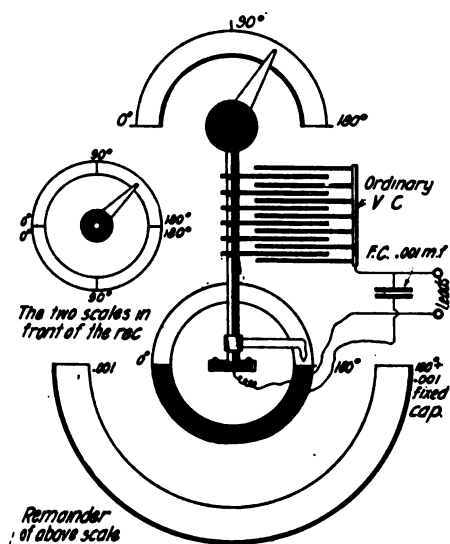 90°
0°
180°
90°
0°
0°
180°
180°
90°
Ordinary
V C
F.C. .001 m.f
Leads
The two scales in
front of the rec
0°
180°
.001
180°+
.001
fixed
cap.
Remainder
of above scale